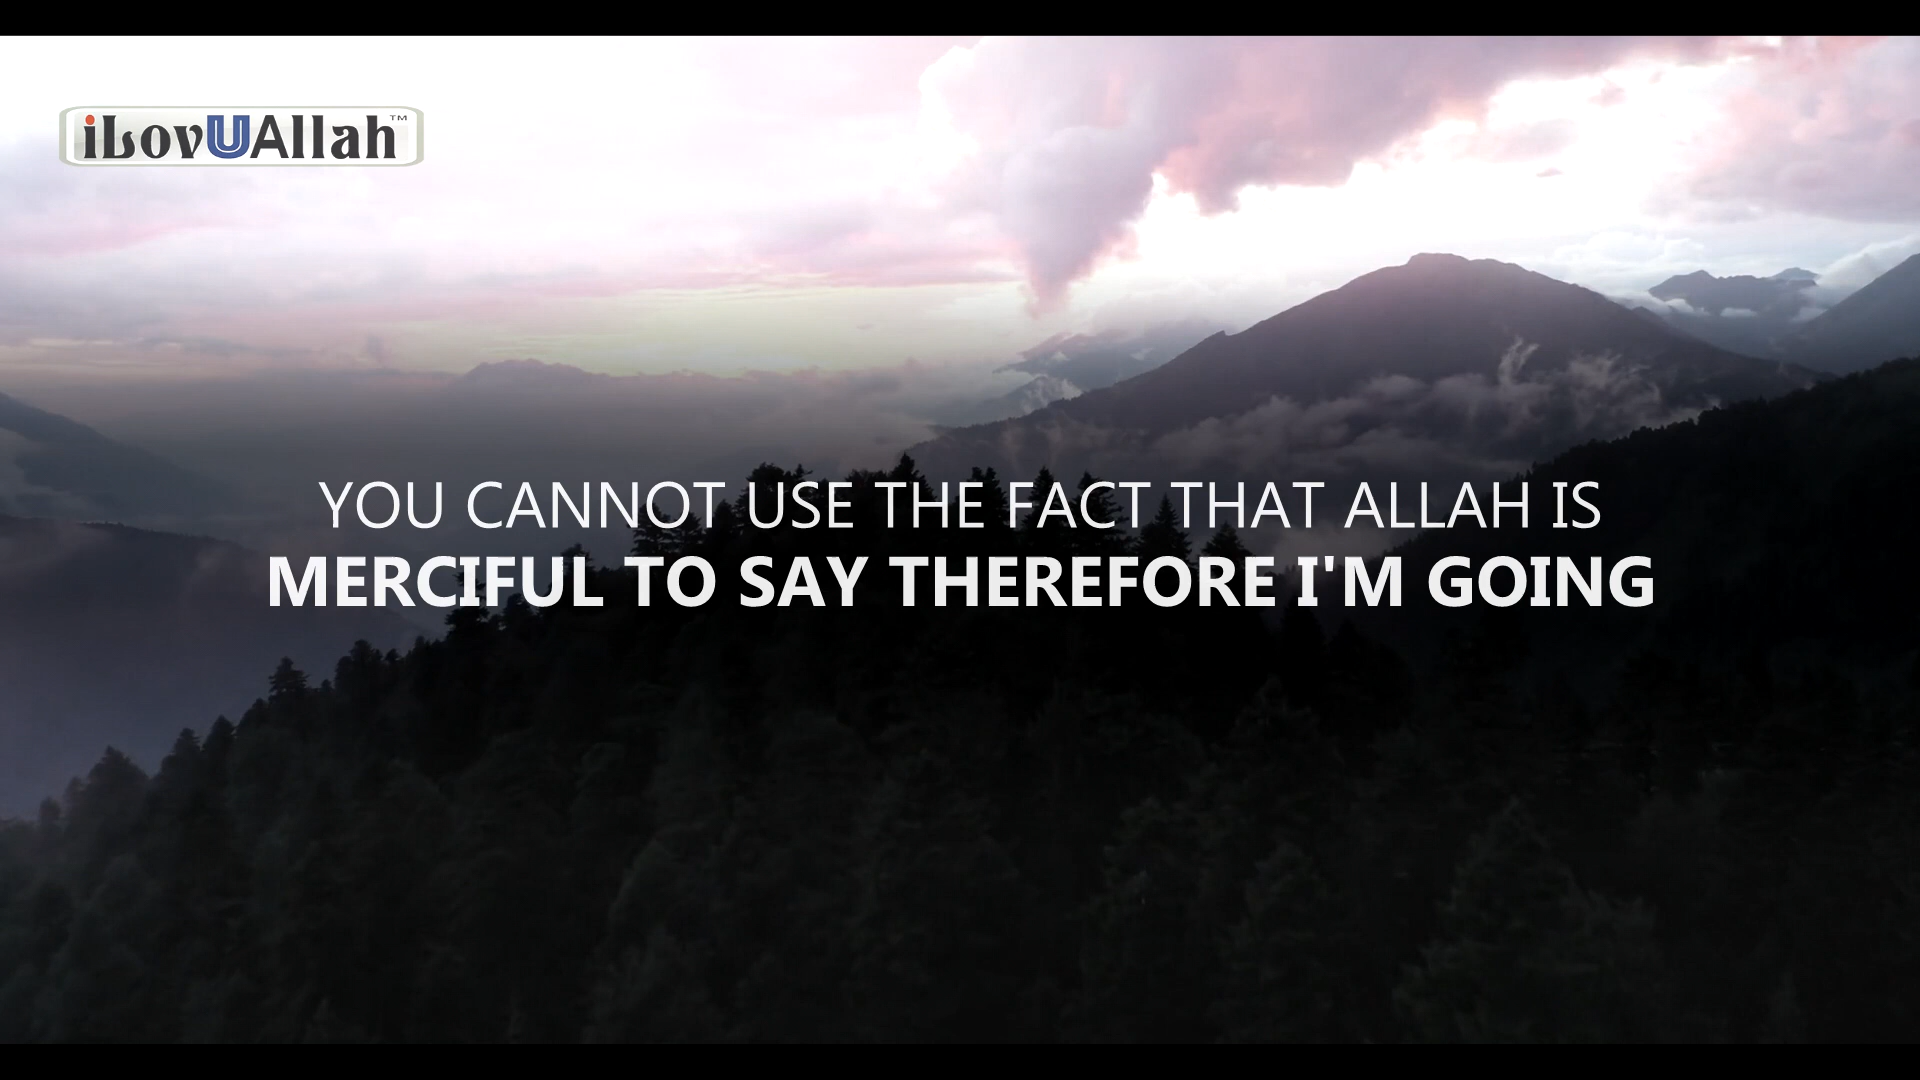 iLovUAllah™
YOU CANNOT USE THE FACT THAT ALLAH IS
MERCIFUL TO SAY THEREFORE I'M GOING